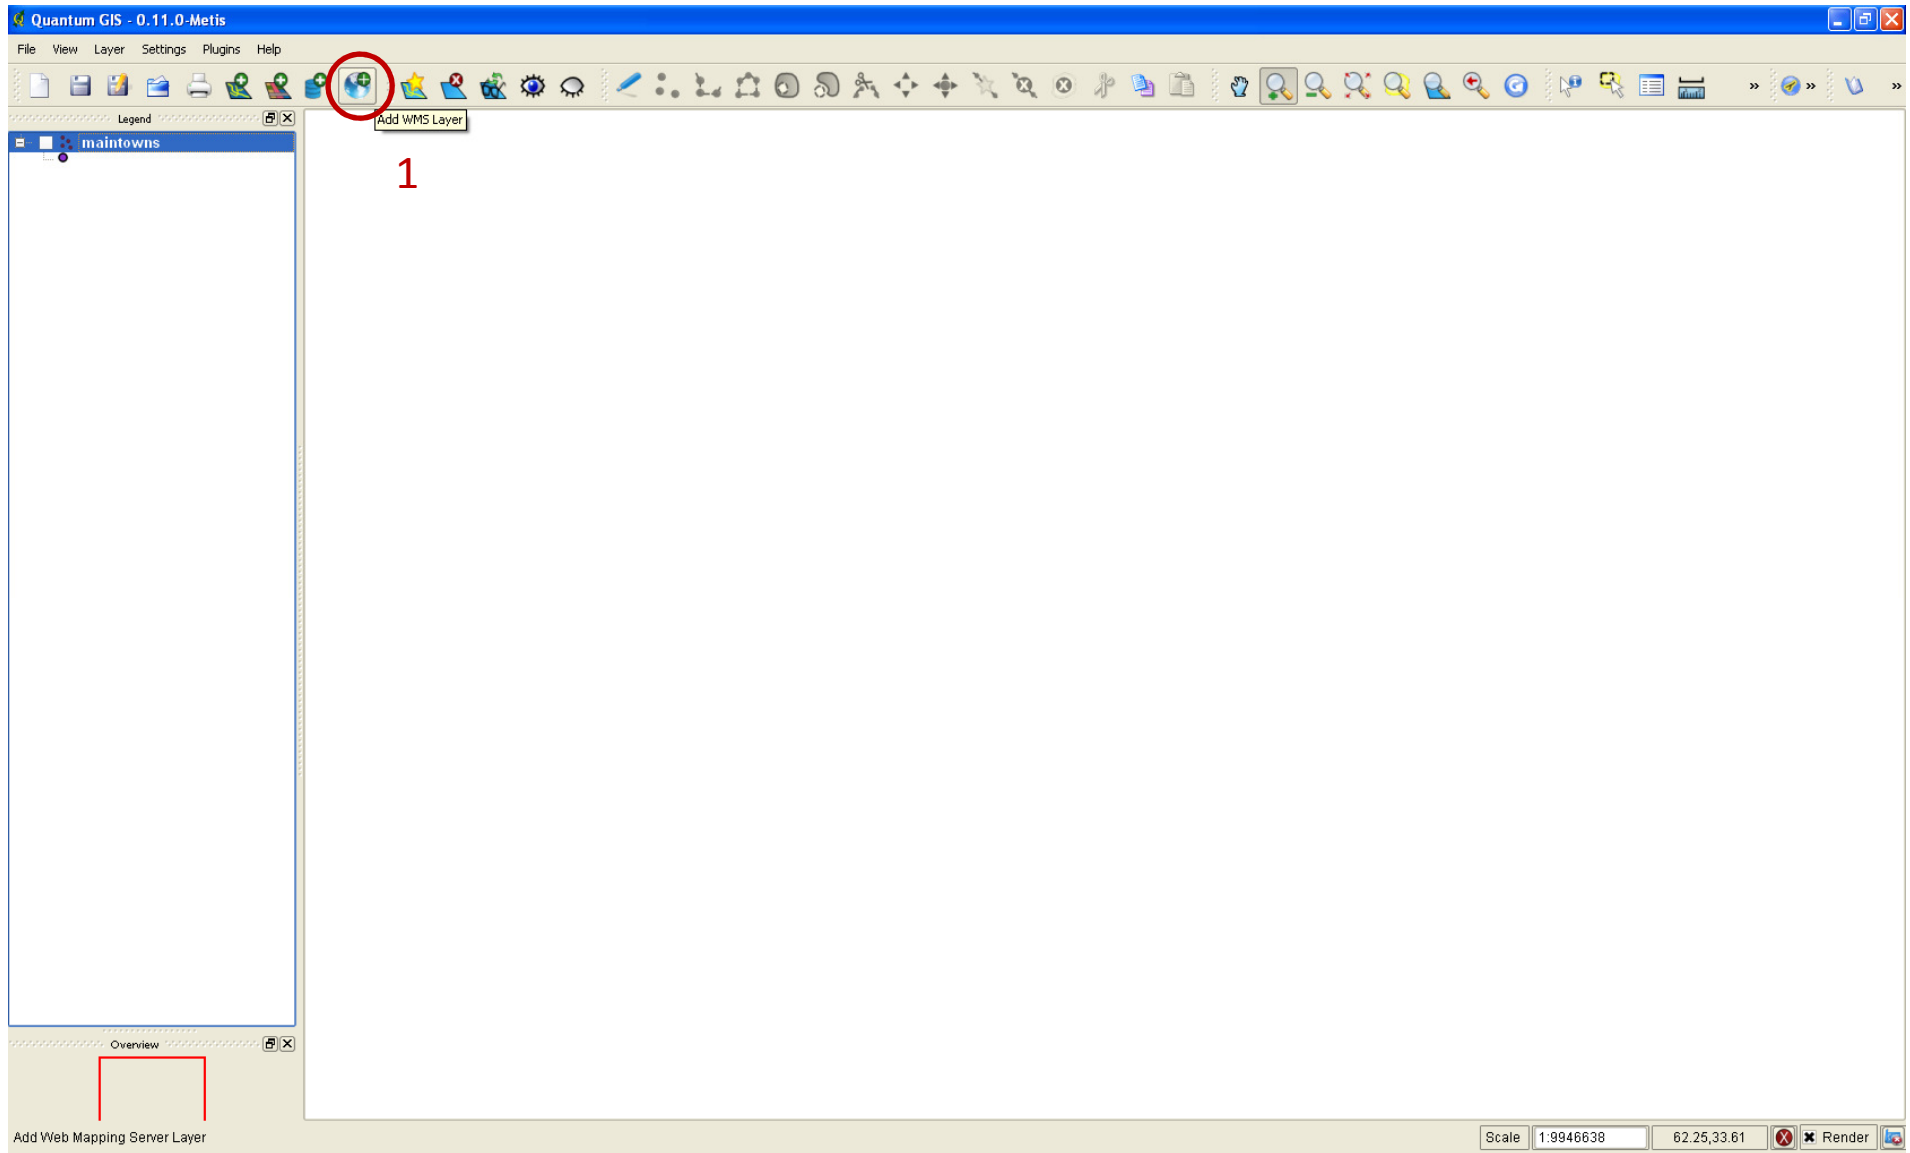 Quantum GIS - 0.11.0-Metis
File View Layer Settings Plugins Help
Legend
Add WMS Layer
maintowns
1
Overview
Add Web Mapping Server Layer
Scale 1:9946638 62.25,33.61 Render